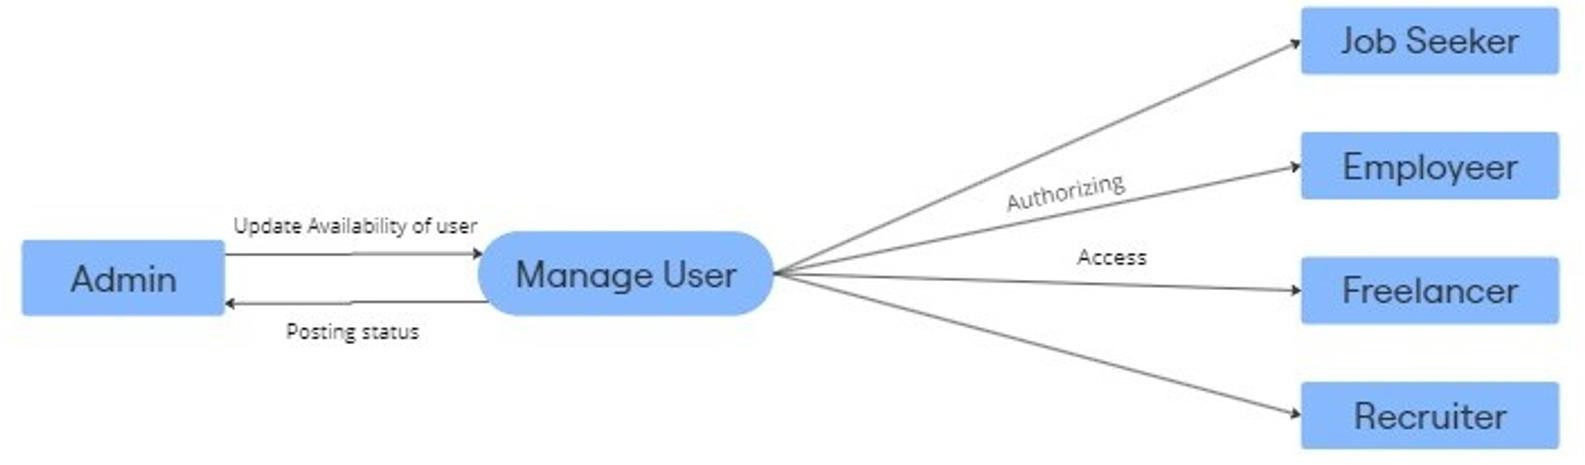 Job Seeker
Employeer
Authorizing
Update Availability of user
Access
Admin
Manage User
Freelancer
Posting status
Recruiter